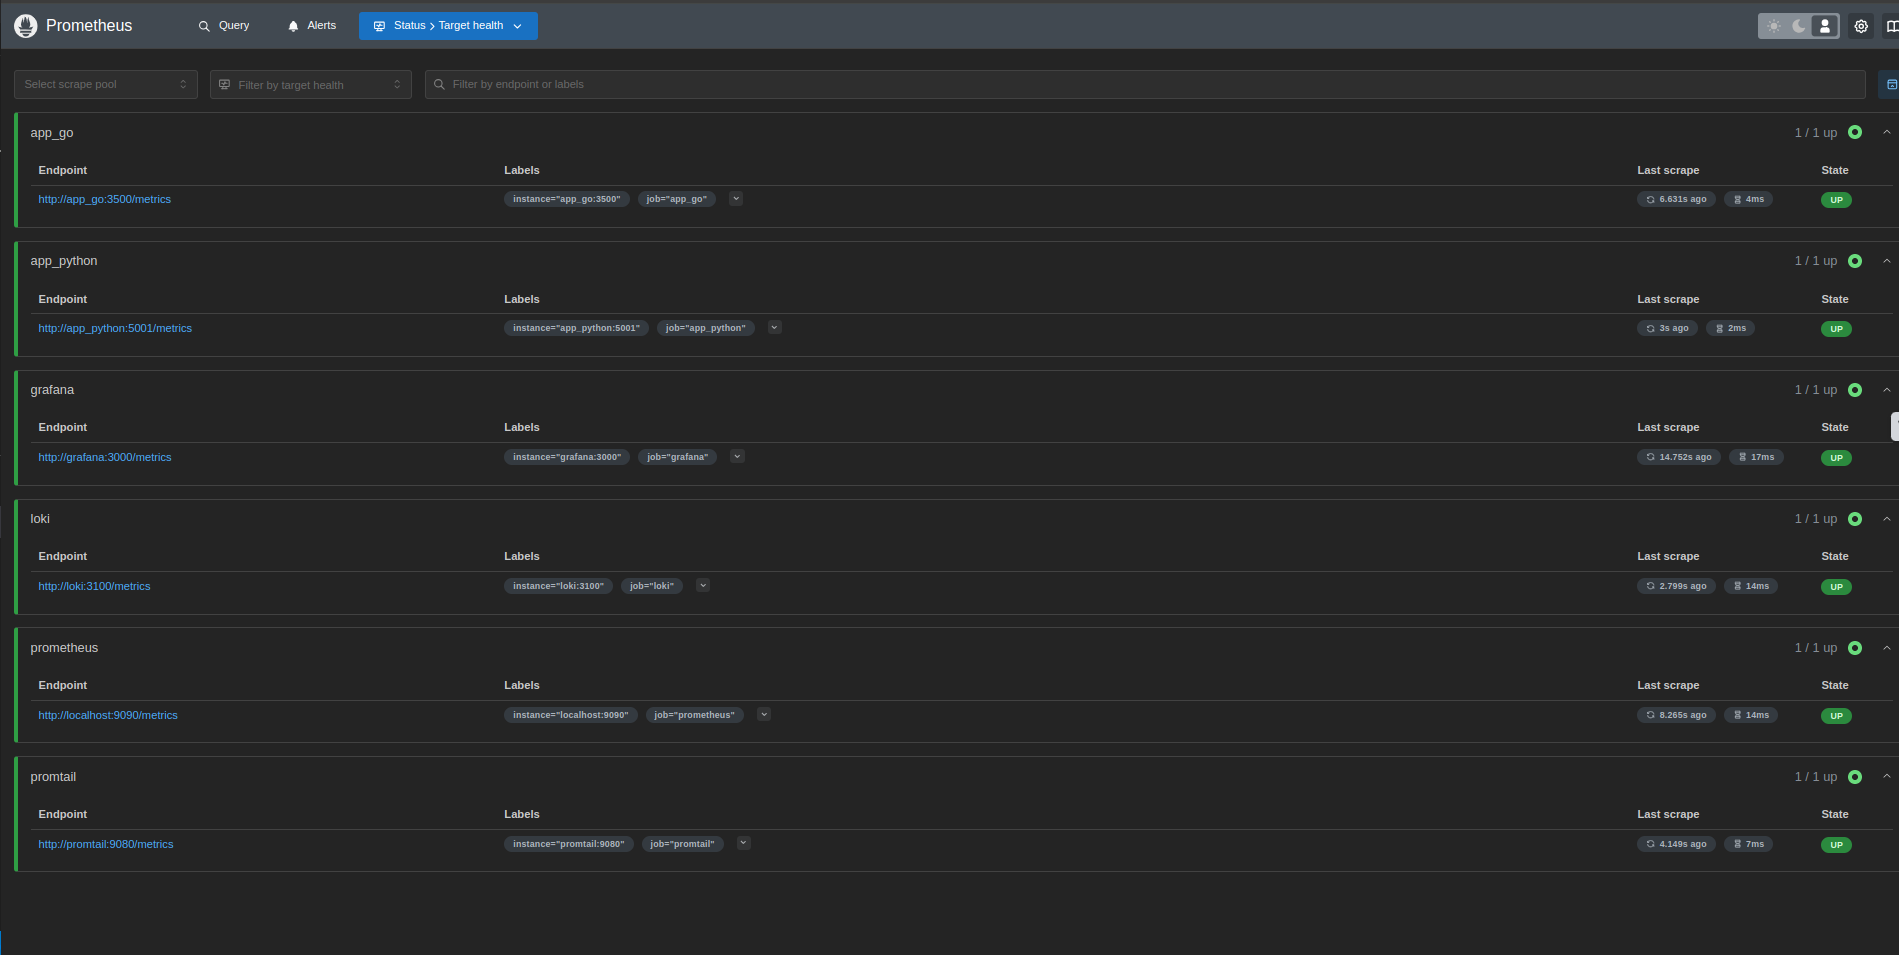 Prometheus Query Alerts Status > Target health
Select scrape pool Filter by target health Filter by endpoint or labels
app_go 1 / 1 up
Endpoint Labels Last scrape State
http://app_go:3500/metrics instance="app_go:3500" job="app_go" 6.631s ago 4ms UP
app_python 1 / 1 up
Endpoint Labels Last scrape State
http://app_python:5001/metrics instance="app_python:5001" job="app_python" 3s ago 2ms UP
grafana 1 / 1 up
Endpoint Labels Last scrape State
http://grafana:3000/metrics instance="grafana:3000" job="grafana" 14.752s ago 17ms UP
loki 1 / 1 up
Endpoint Labels Last scrape State
http://loki:3100/metrics instance="loki:3100" job="loki" 2.799s ago 14ms UP
prometheus 1 / 1 up
Endpoint Labels Last scrape State
http://localhost:9090/metrics instance="localhost:9090" job="prometheus" 8.265s ago 14ms UP
promtail 1 / 1 up
Endpoint Labels Last scrape State
http://promtail:9080/metrics instance="promtail:9080" job="promtail" 4.149s ago 7ms UP